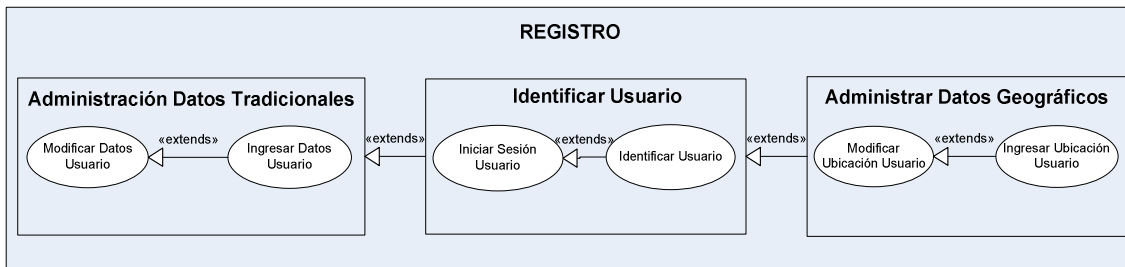 REGISTRO
Administración Datos Tradicionales
Modificar Datos
Usuario
«extends»
Ingresar Datos
Usuario
«extends»
Identificar Usuario
Iniciar Sesión
Usuario
«extends»
Identificar Usuario
«extends»
Administrar Datos Geográficos
Modificar
Ubicación Usuario
«extends»
Ingresar Ubicación
Usuario